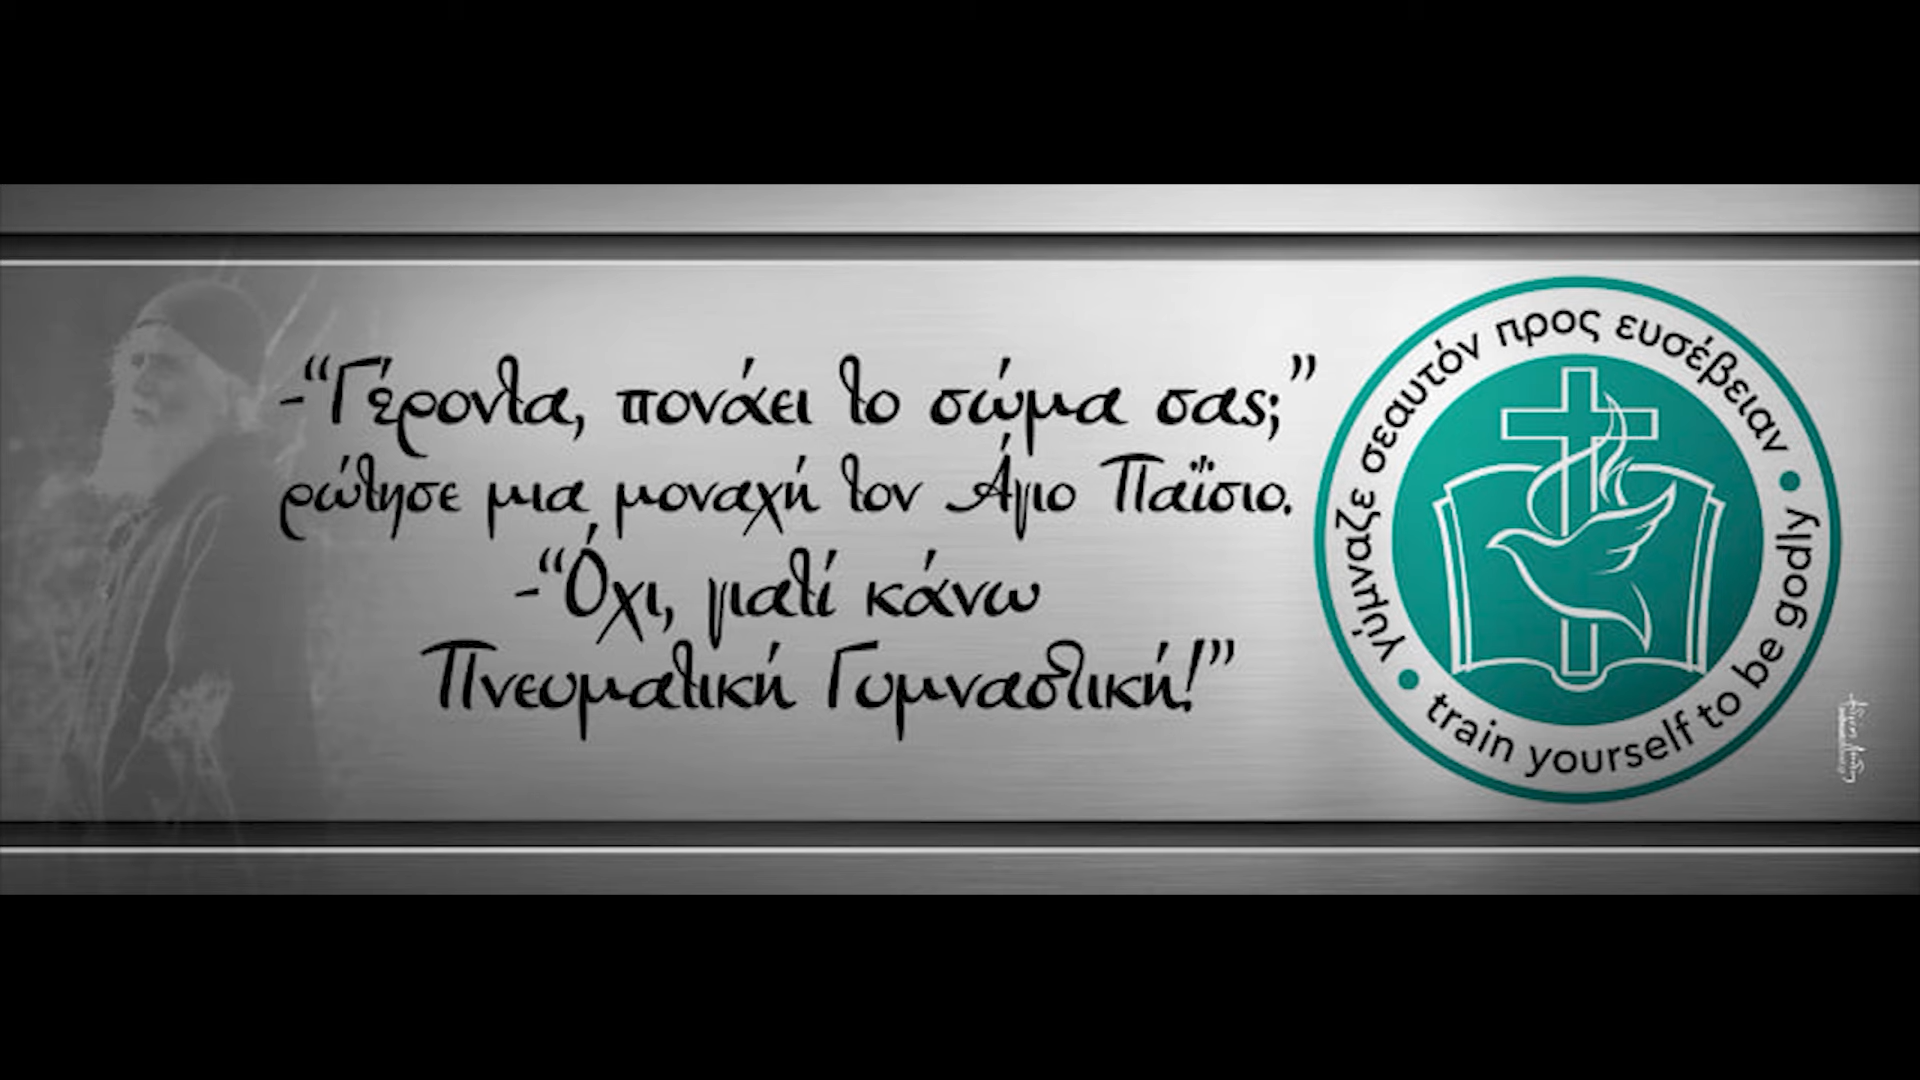 -“Γέροντα, πονάει το σώμα σας;”
ρώτησε μια μοναχή τον Άγιο Παΐσιο.
-“Όχι, γιατί κάνω
Πνευματική Γυμναστική!”
γύμναζε σεαυτόν προς ευσέβειαν
train yourself to be godly